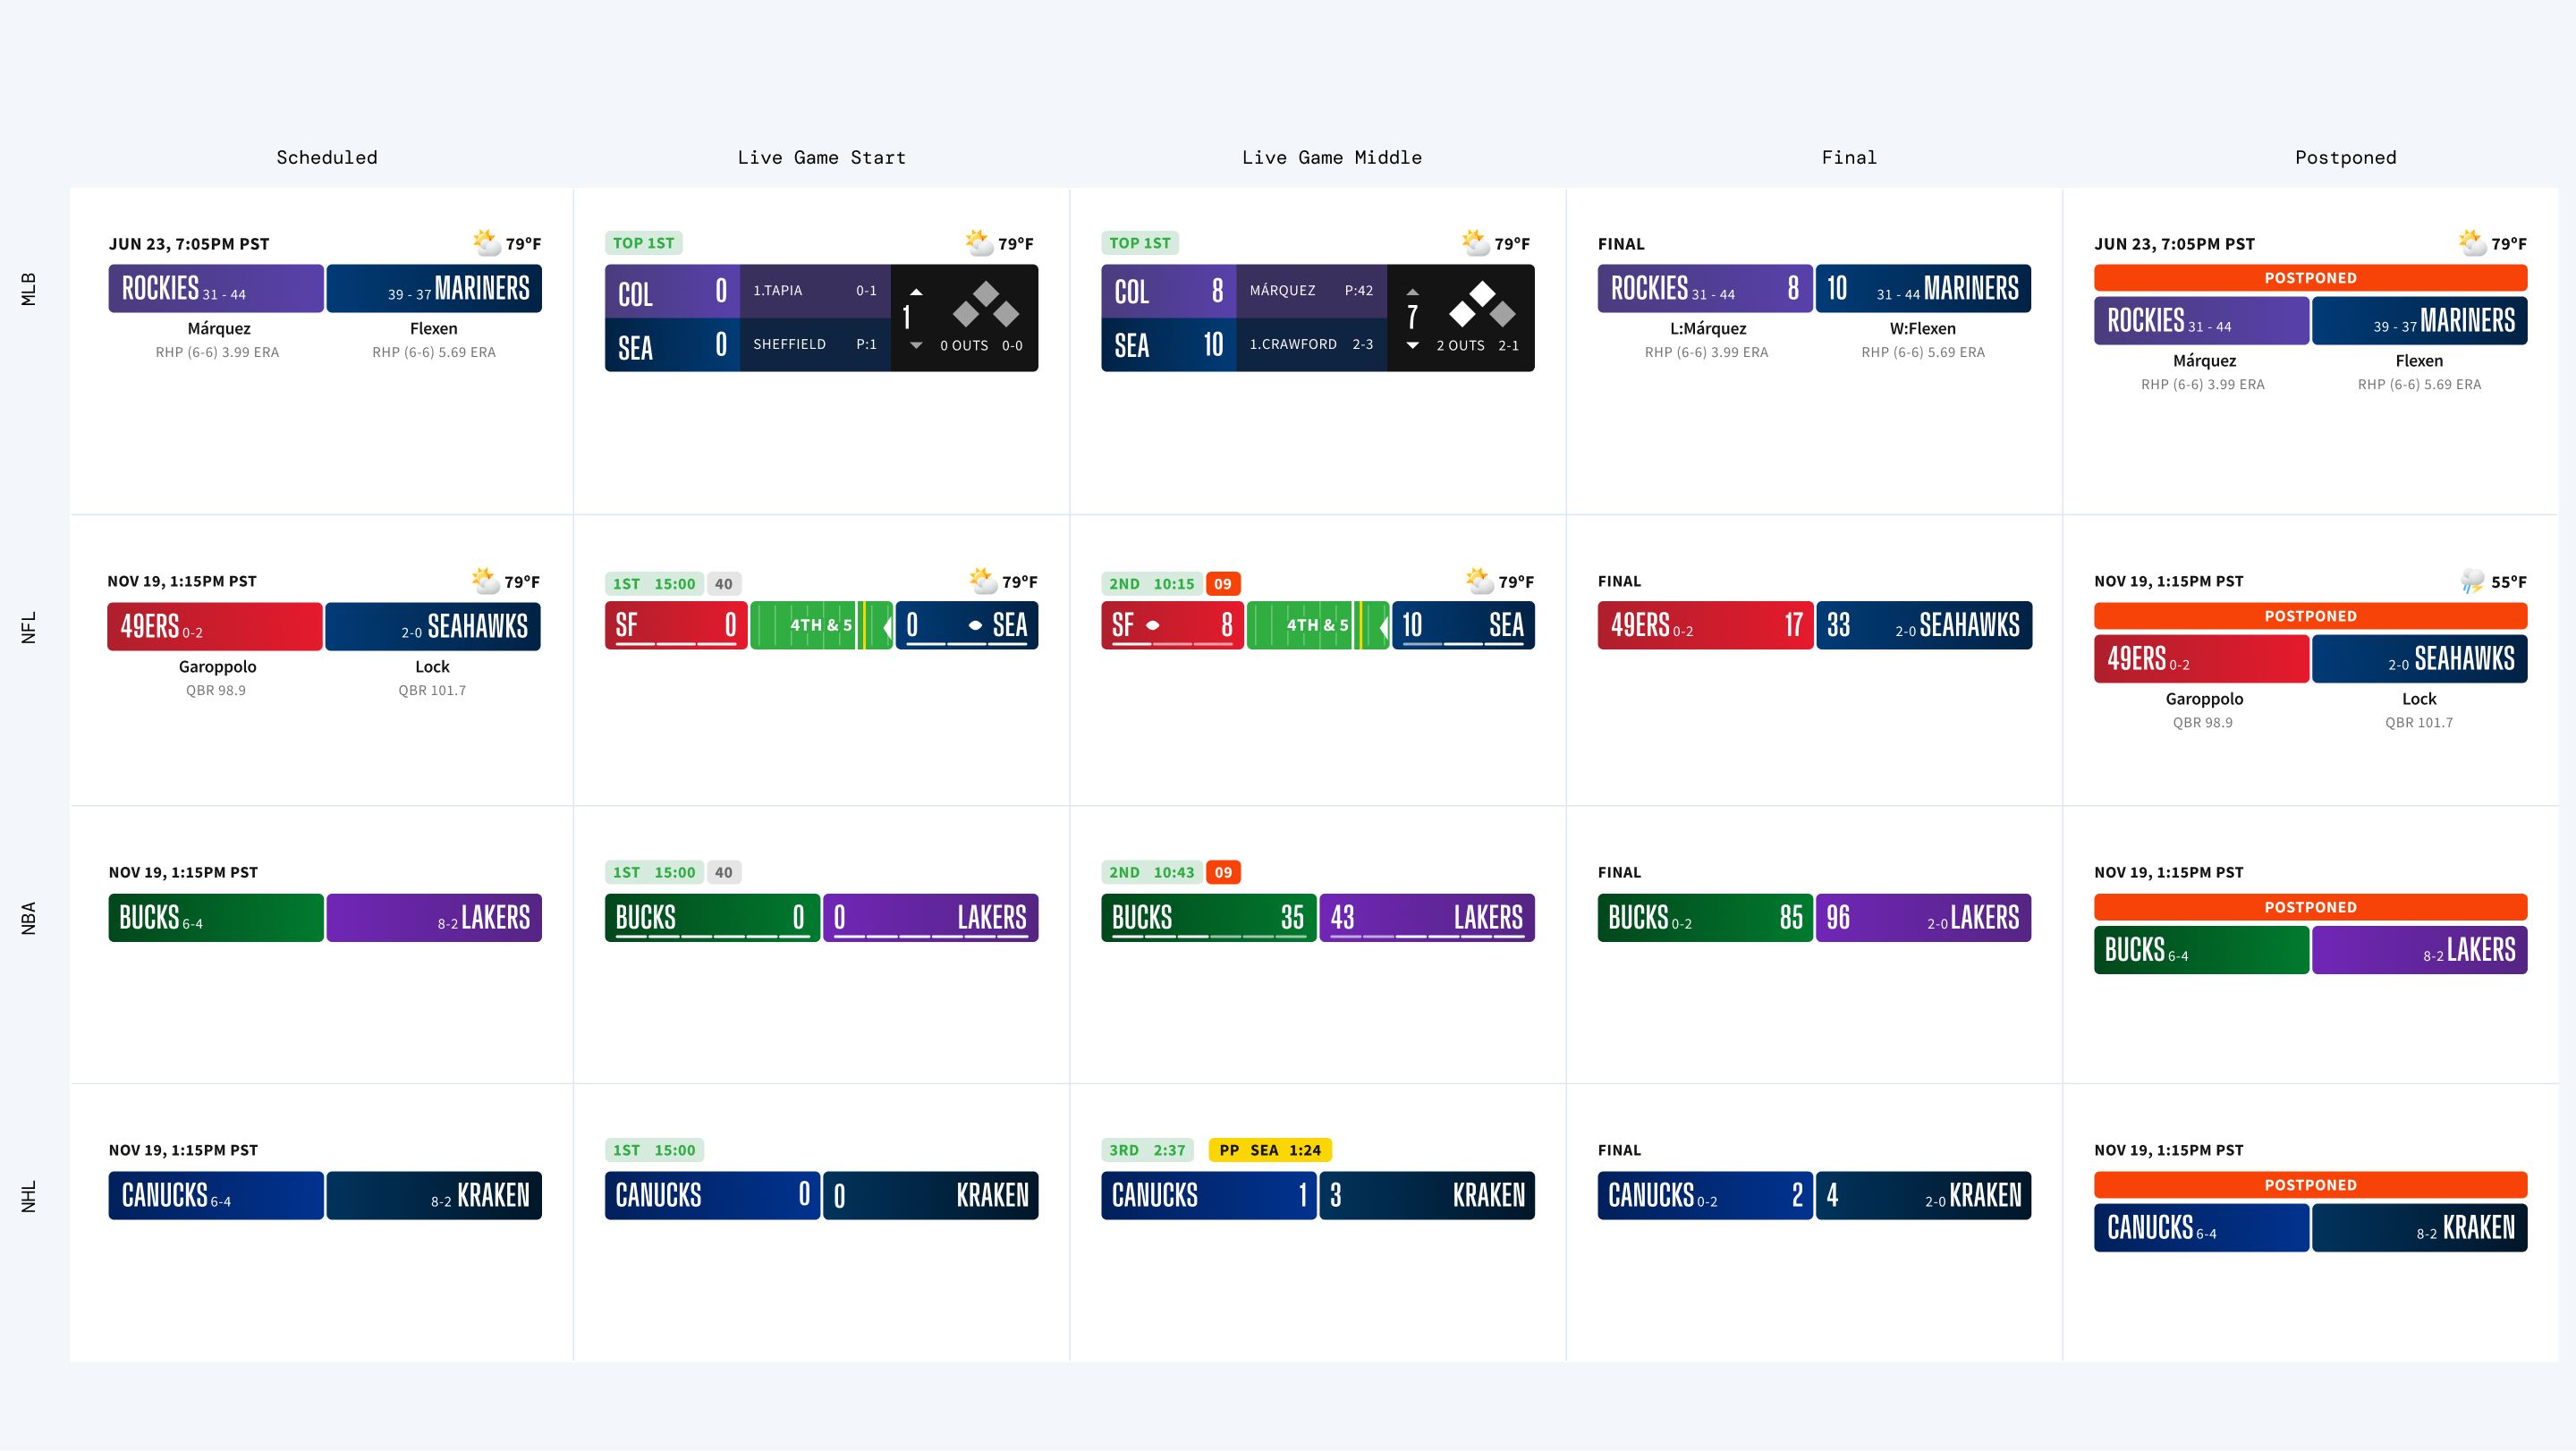 Scheduled Live Game Start Live Game Middle Final Postponed
MLB
JUN 23, 7:05PM PST 79°F
ROCKIES 31 - 44 39 - 37 MARINERS
Márquez Flexen
RHP (6-6) 3.99 ERA RHP (6-6) 5.69 ERA
TOP 1ST 79°F
COL 0 1.TAPIA 0-1
1
SEA 0 SHEFFIELD P:1 0 OUTS 0-0
TOP 1ST 79°F
COL 8 MÁRQUEZ P:42
7
SEA 10 1.CRAWFORD 2-3 2 OUTS 2-1
FINAL
ROCKIES 31 - 44 8 10 31 - 44 MARINERS
L:Márquez W:Flexen
RHP (6-6) 3.99 ERA RHP (6-6) 5.69 ERA
JUN 23, 7:05PM PST 79°F
POSTPONED
ROCKIES 31 - 44 39 - 37 MARINERS
Márquez Flexen
RHP (6-6) 3.99 ERA RHP (6-6) 5.69 ERA
NFL
NOV 19, 1:15PM PST 79°F
49ERS 0-2 2-0 SEAHAWKS
Garoppolo Lock
QBR 98.9 QBR 101.7
1ST 15:00 40 79°F
SF 0 4TH & 5 0 SEA
2ND 10:15 09 79°F
SF 8 4TH & 5 10 SEA
FINAL
49ERS 0-2 17 33 2-0 SEAHAWKS
NOV 19, 1:15PM PST 55°F
POSTPONED
49ERS 0-2 2-0 SEAHAWKS
Garoppolo Lock
QBR 98.9 QBR 101.7
NBA
NOV 19, 1:15PM PST
BUCKS 6-4 8-2 LAKERS
1ST 15:00 40
BUCKS 0 0 LAKERS
2ND 10:43 09
BUCKS 35 43 LAKERS
FINAL
BUCKS 0-2 85 96 2-0 LAKERS
NOV 19, 1:15PM PST
POSTPONED
BUCKS 6-4 8-2 LAKERS
NHL
NOV 19, 1:15PM PST
CANUCKS 6-4 8-2 KRAKEN
1ST 15:00
CANUCKS 0 0 KRAKEN
3RD 2:37 PP SEA 1:24
CANUCKS 1 3 KRAKEN
FINAL
CANUCKS 0-2 2 4 2-0 KRAKEN
NOV 19, 1:15PM PST
POSTPONED
CANUCKS 6-4 8-2 KRAKEN